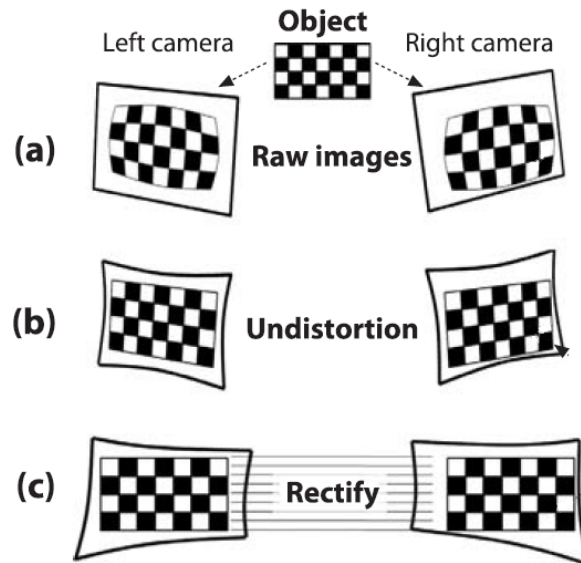 Object
Left camera
Right camera
(a)
Raw images
(b)
Undistortion
(c)
Rectify